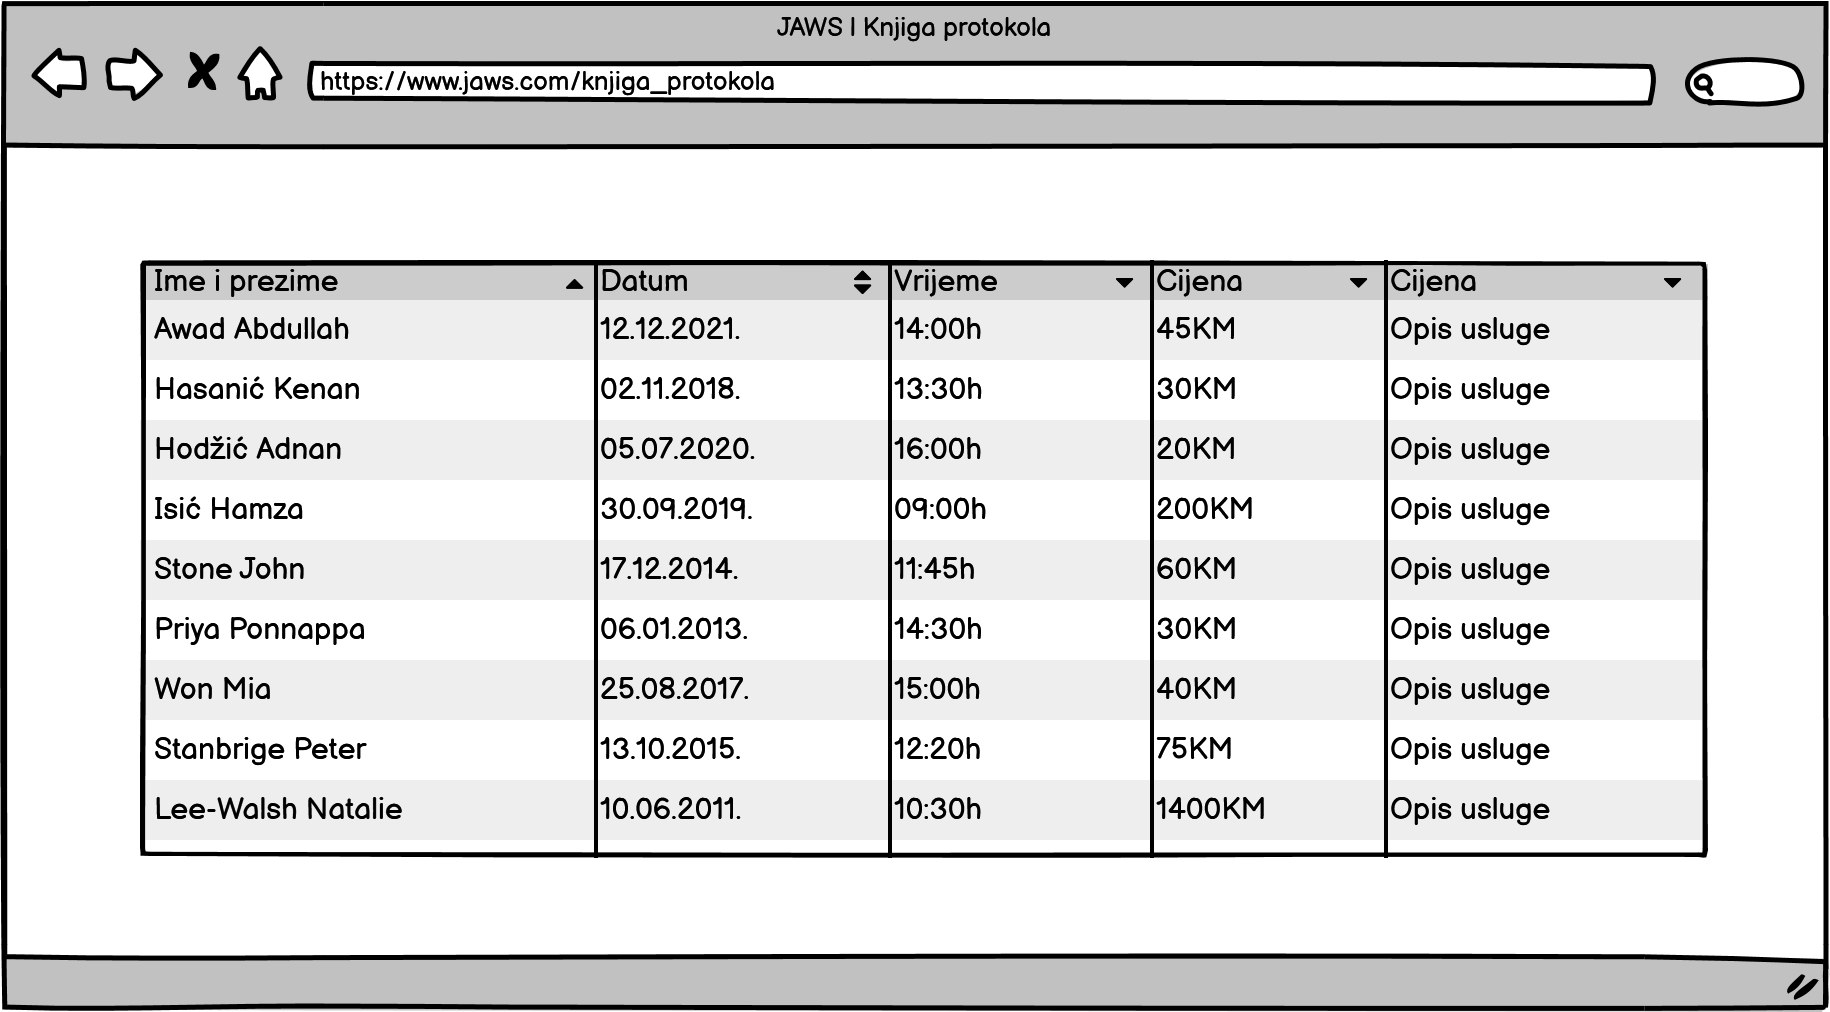 JAWS | Knjiga protokola
https://www.jaws.com/knjiga_protokola
Ime i prezime Datum Vrijeme Cijena Cijena
Awad Abdullah 12.12.2021. 14:00h 45KM Opis usluge
Hasanić Kenan 02.11.2018. 13:30h 30KM Opis usluge
Hodžić Adnan 05.07.2020. 16:00h 20KM Opis usluge
Isić Hamza 30.09.2019. 09:00h 200KM Opis usluge
Stone John 17.12.2014. 11:45h 60KM Opis usluge
Priya Ponnappa 06.01.2013. 14:30h 30KM Opis usluge
Won Mia 25.08.2017. 15:00h 40KM Opis usluge
Stanbrige Peter 13.10.2015. 12:20h 75KM Opis usluge
Lee-Walsh Natalie 10.06.2011. 10:30h 1400KM Opis usluge